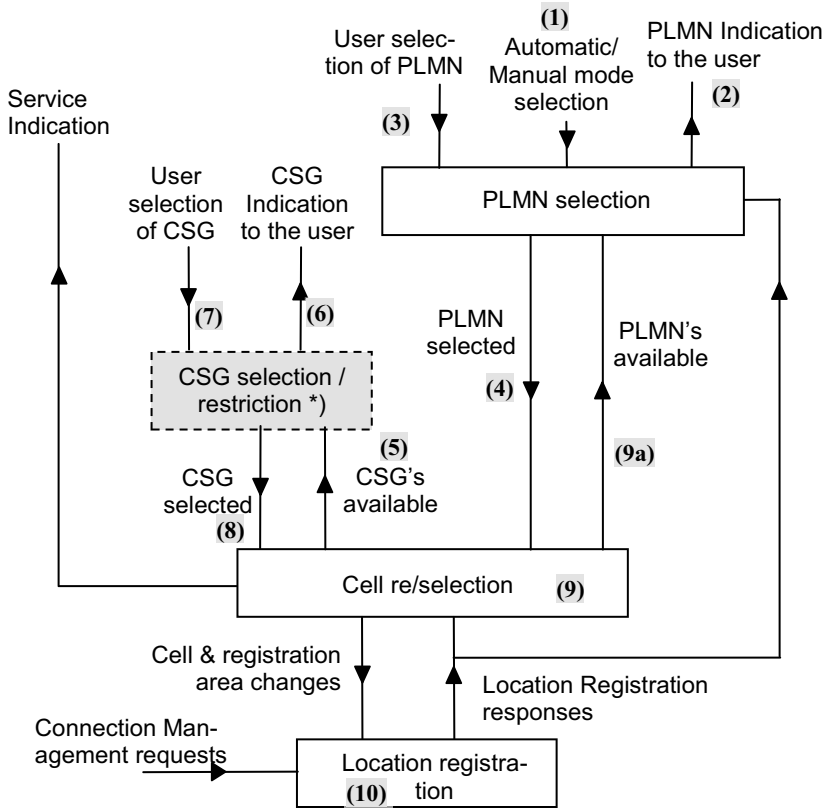 (1)
User selec-
tion of PLMN
Automatic/
Manual mode
selection
PLMN Indication
to the user
(2)
(3)
Service
Indication
PLMN selection
User
selection
of CSG
CSG
Indication
to the user
(7)
(6)
PLMN
selected
(4)
PLMN's
available
(9a)
CSG selection /
restriction *)
(5)
CSG
selected
(8)
CSG's
available
Cell re/selection
(9)
Cell & registration
area changes
Location Registration
responses
Connection Man-
agement requests
Location registra-
tion
(10)